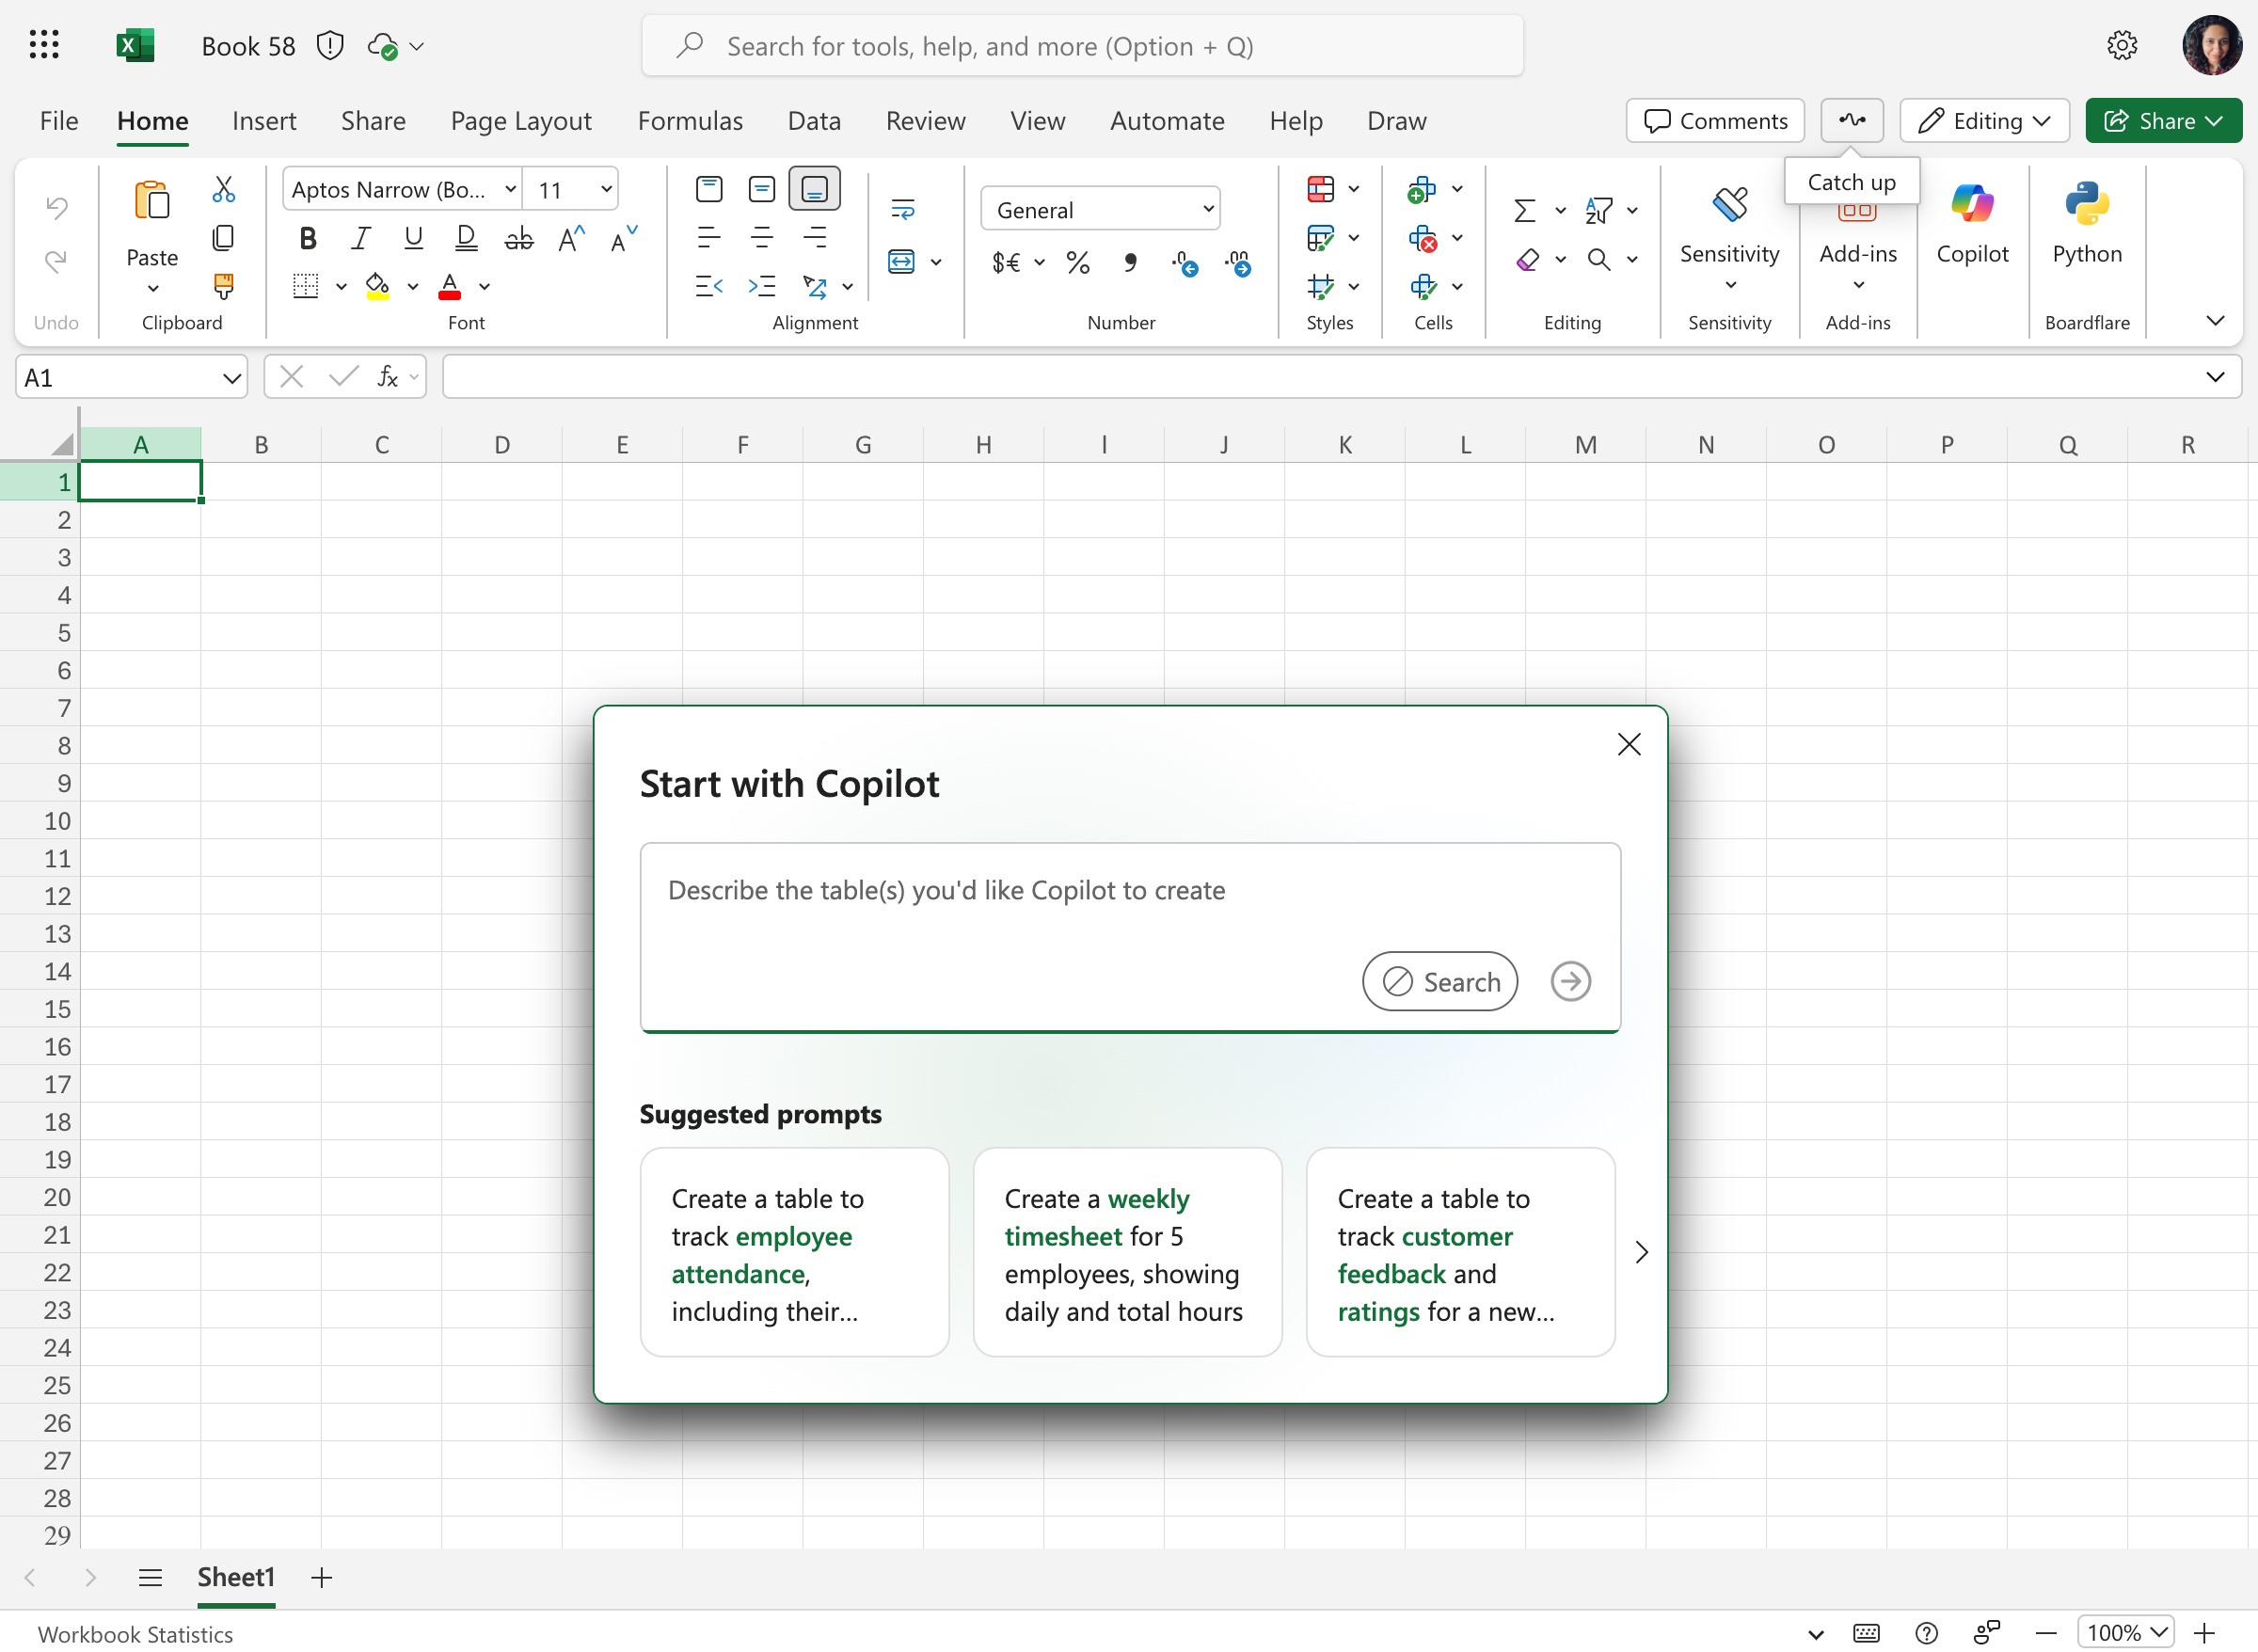 Book 58
Search for tools, help, and more (Option + Q)
File Home Insert Share Page Layout Formulas Data Review View Automate Help Draw
Comments
Editing
Share
Catch up
Paste
Aptos Narrow (Bo... 11
General
Sensitivity
Add-ins
Copilot
Python
Undo Clipboard Font Alignment Number Styles Cells Editing Sensitivity Add-ins Boardflare
A1
fx
A B C D E F G H I J K L M N O P Q R
1
2
3
4
5
6
7
8
9
10
11
12
13
14
15
16
17
18
19
20
21
22
23
24
25
26
27
28
29
Start with Copilot
Describe the table(s) you'd like Copilot to create
Search
Suggested prompts
Create a table to
track employee
attendance,
including their...
Create a weekly
timesheet for 5
employees, showing
daily and total hours
Create a table to
track customer
feedback and
ratings for a new...
Sheet1
Workbook Statistics
100%